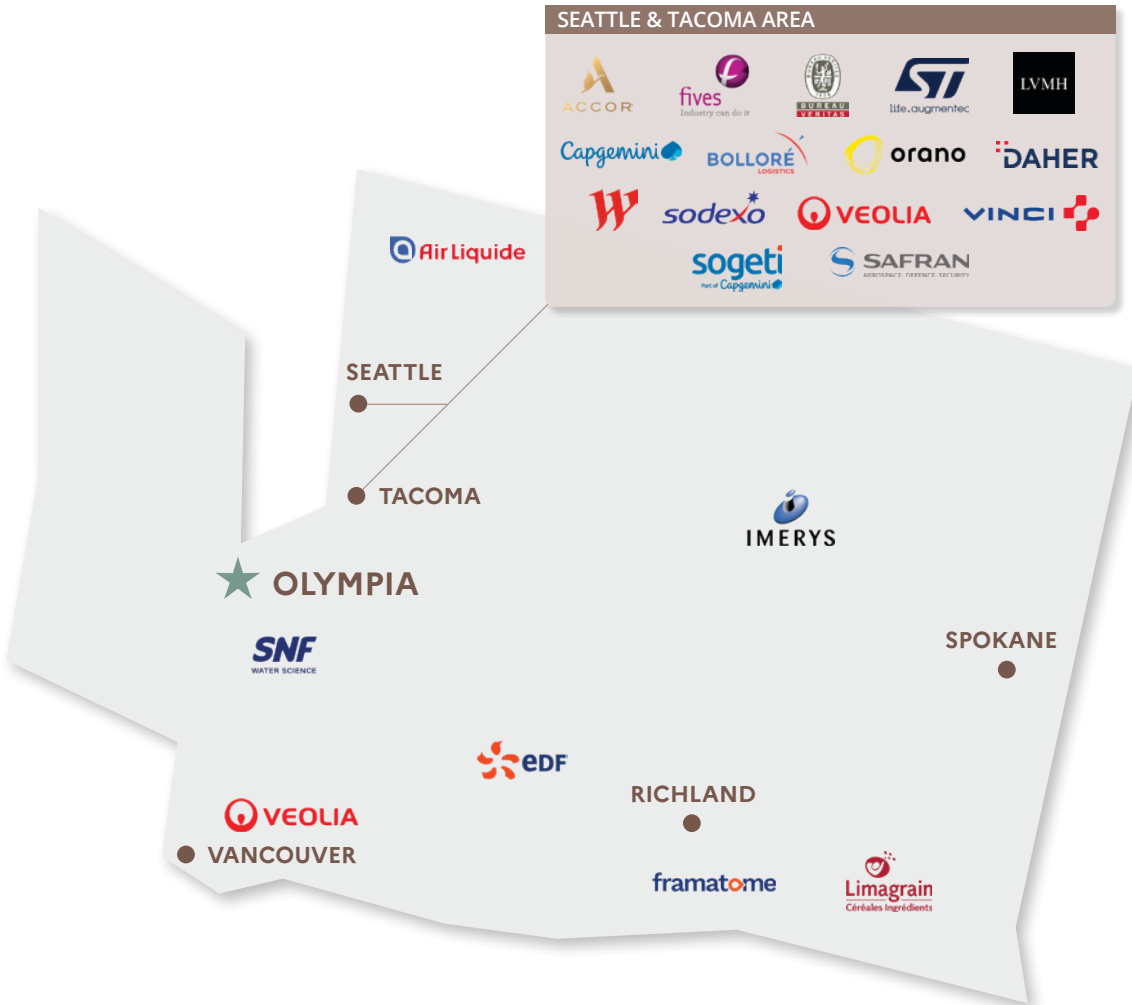 SEATTLE & TACOMA AREA
ACCOR
fives
Industry can do it
BUREAU
VERITAS
ST
life.augmented
LVMH
Capgemini
BOLLORÉ
LOGISTICS
orano
DAHER
W
sodexo
VEOLIA
VINCI
sogeti
Part of Capgemini
SAFRAN
AEROSPACE · DEFENCE · SECURITY
Air Liquide
SEATTLE
TACOMA
IMERYS
OLYMPIA
SNF
WATER SCIENCE
SPOKANE
eDF
RICHLAND
VEOLIA
VANCOUVER
framatome
Limagrain
Céréales Ingrédients